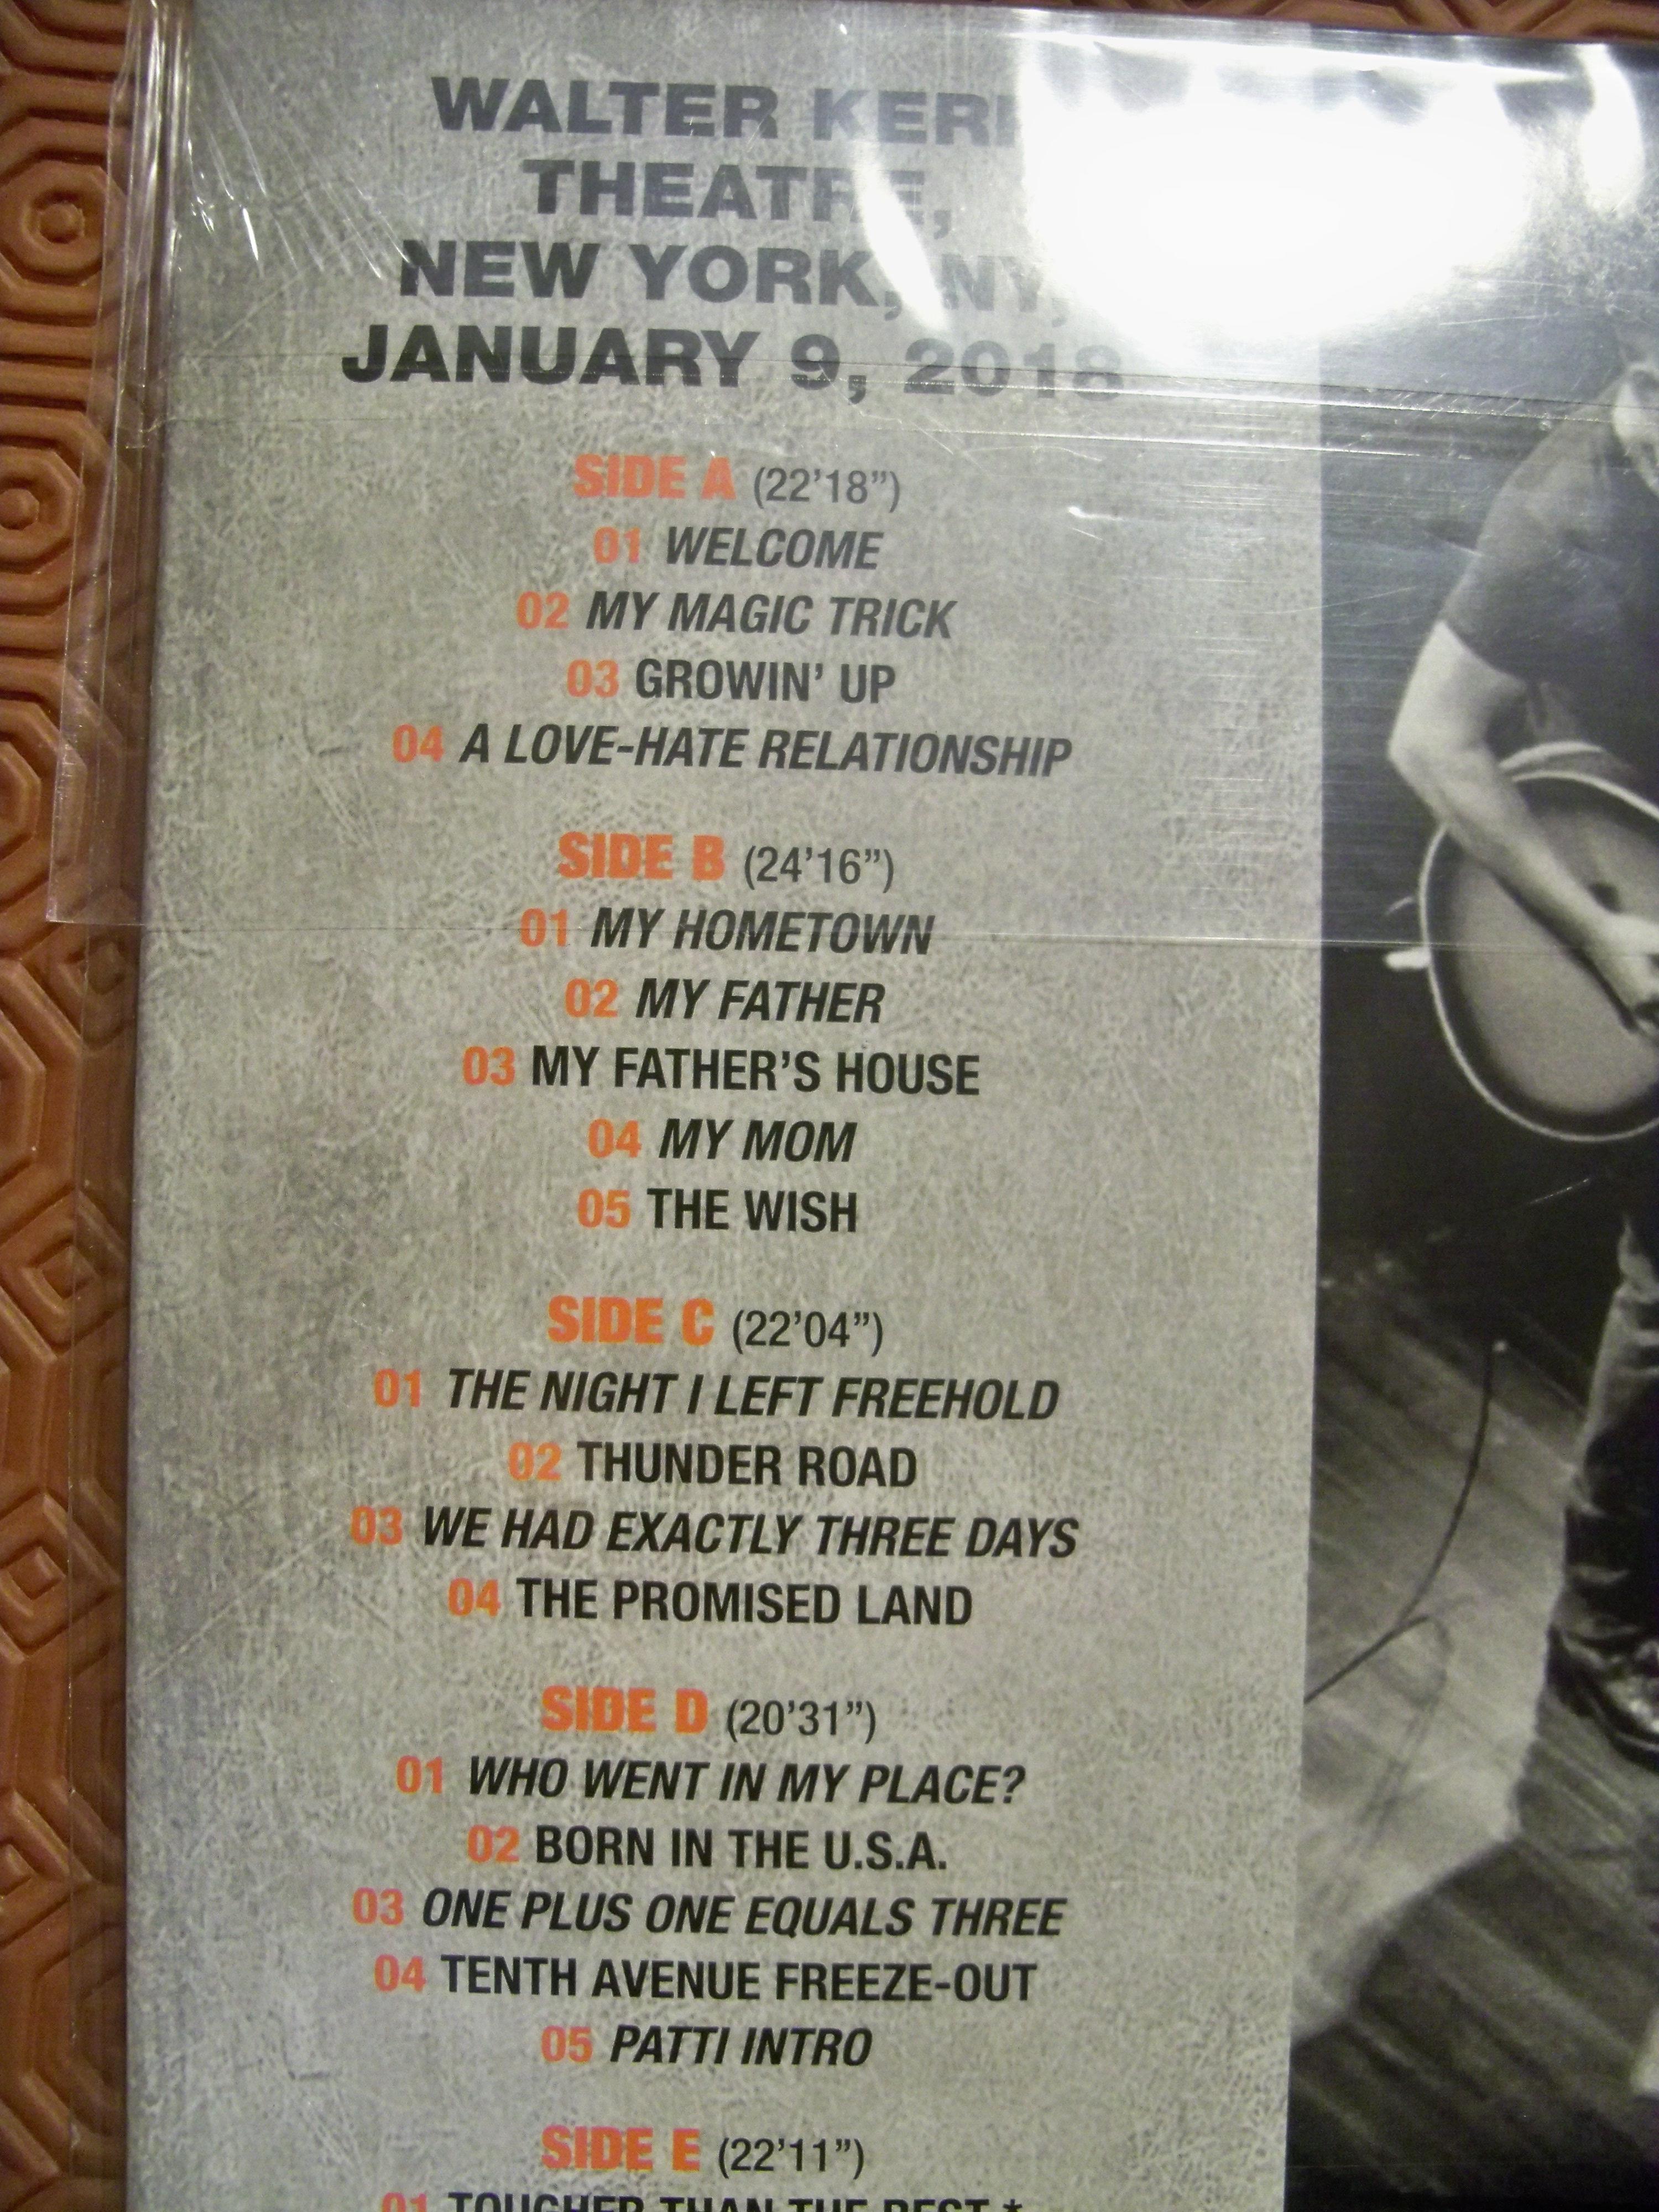 WALTER KERR
THEATRE,
NEW YORK, NY,
JANUARY 9, 2018
SIDE A (22'18”)
01 WELCOME
02 MY MAGIC TRICK
03 GROWIN’ UP
04 A LOVE-HATE RELATIONSHIP
SIDE B (24’16”)
01 MY HOMETOWN
02 MY FATHER
03 MY FATHER’S HOUSE
04 MY MOM
05 THE WISH
SIDE C (22’04”)
01 THE NIGHT I LEFT FREEHOLD
02 THUNDER ROAD
03 WE HAD EXACTLY THREE DAYS
04 THE PROMISED LAND
SIDE D (20’31”)
01 WHO WENT IN MY PLACE?
02 BORN IN THE U.S.A.
03 ONE PLUS ONE EQUALS THREE
04 TENTH AVENUE FREEZE-OUT
05 PATTI INTRO
SIDE E (22’11”)
01 TOUGHER THAN THE REST *